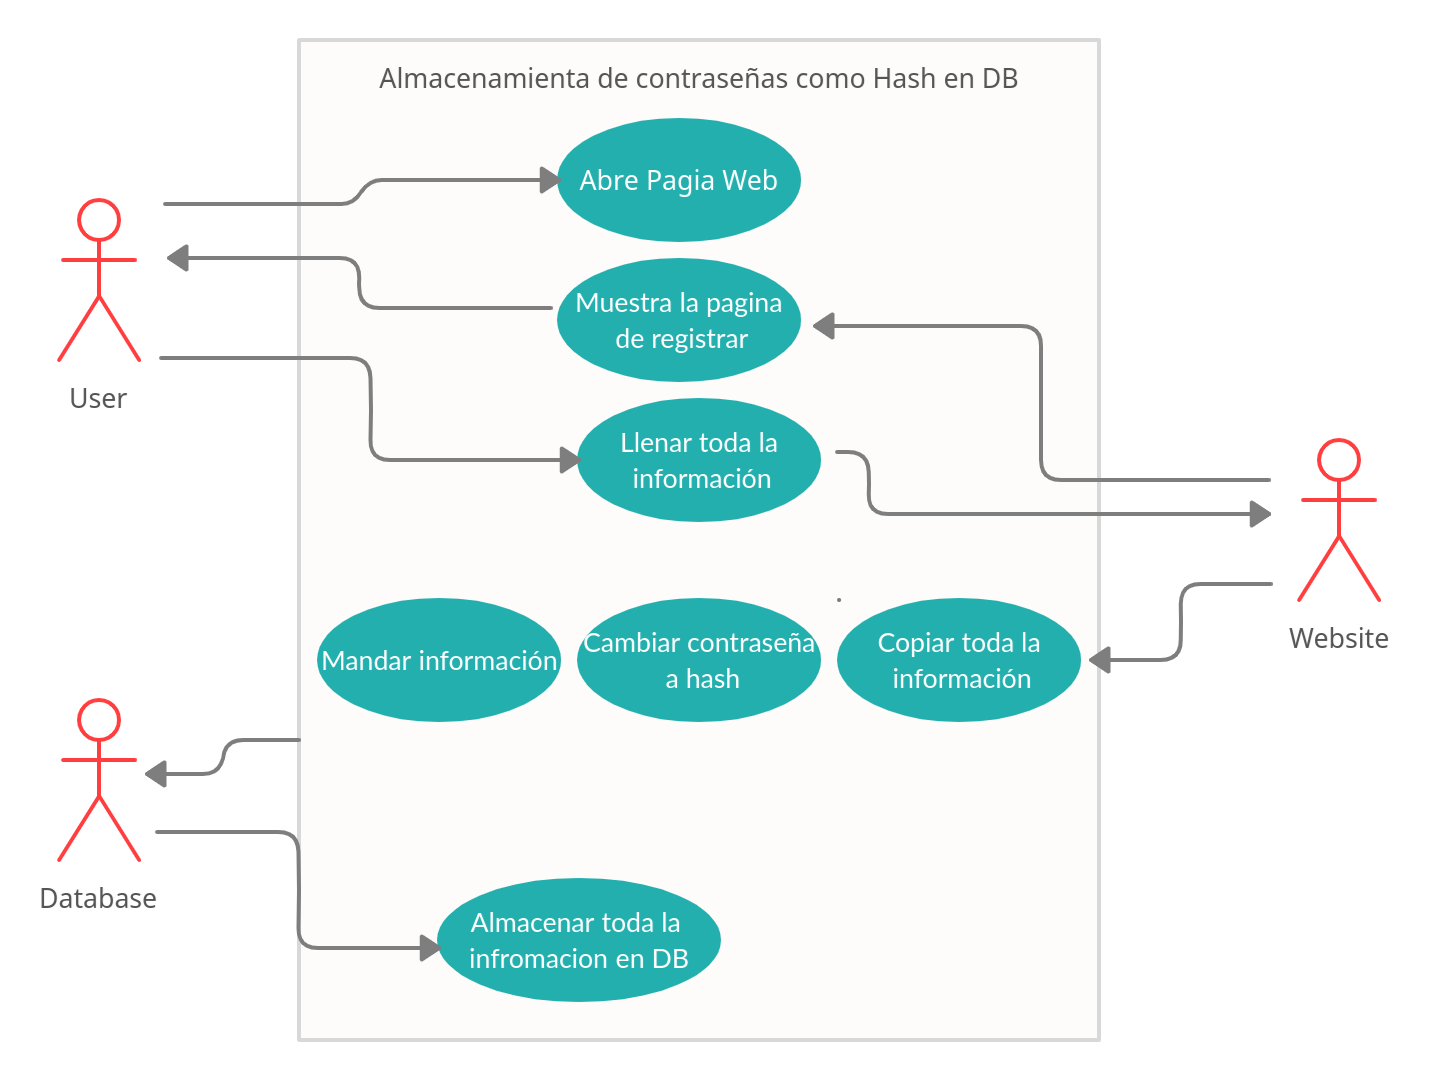 Almacenamienta de contraseñas como Hash en DB
Abre Pagia Web
Muestra la pagina
de registrar
User
Llenar toda la
información
Website
Mandar información
Cambiar contraseña
a hash
Copiar toda la
información
Database
Almacenar toda la
infromacion en DB